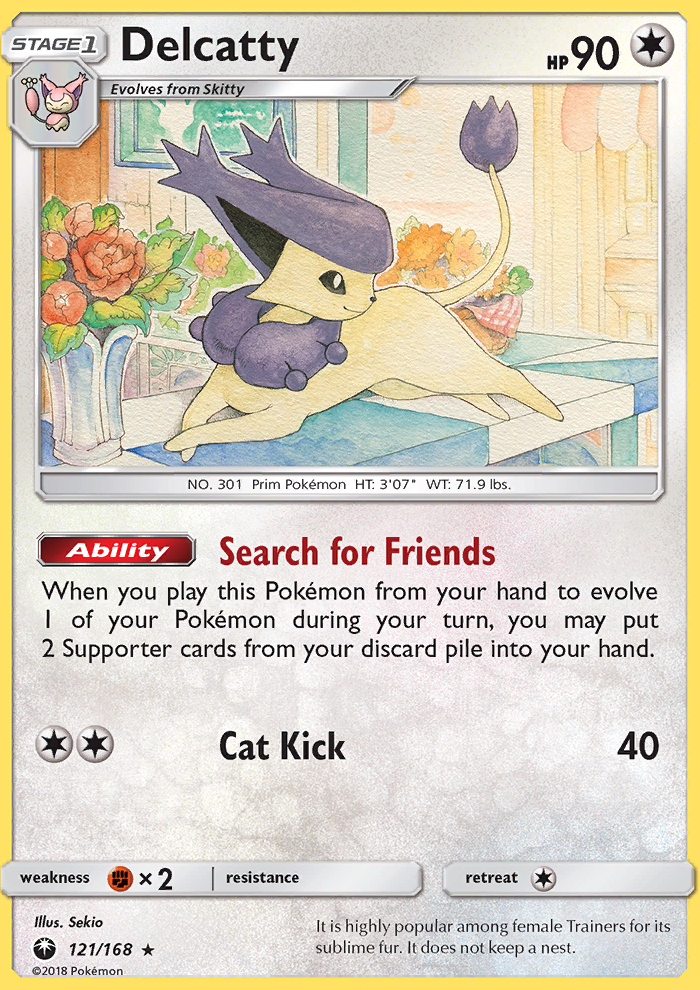 STAGE 1
Delcatty
HP 90
Evolves from Skitty
NO. 301 Prim Pokémon HT: 3'07" WT: 71.9 lbs.
Ability Search for Friends
When you play this Pokémon from your hand to evolve
1 of your Pokémon during your turn, you may put
2 Supporter cards from your discard pile into your hand.
Cat Kick 40
weakness ×2 resistance retreat
Illus. Sekio
121/168 ★
©2018 Pokémon
It is highly popular among female Trainers for its
sublime fur. It does not keep a nest.